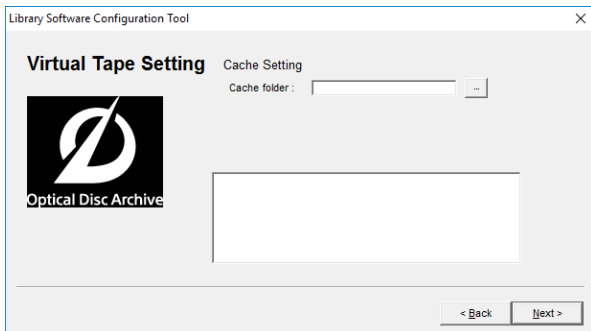 Library Software Configuration Tool
Virtual Tape Setting
Cache Setting
Cache folder :
...
Optical Disc Archive
< Back
Next >